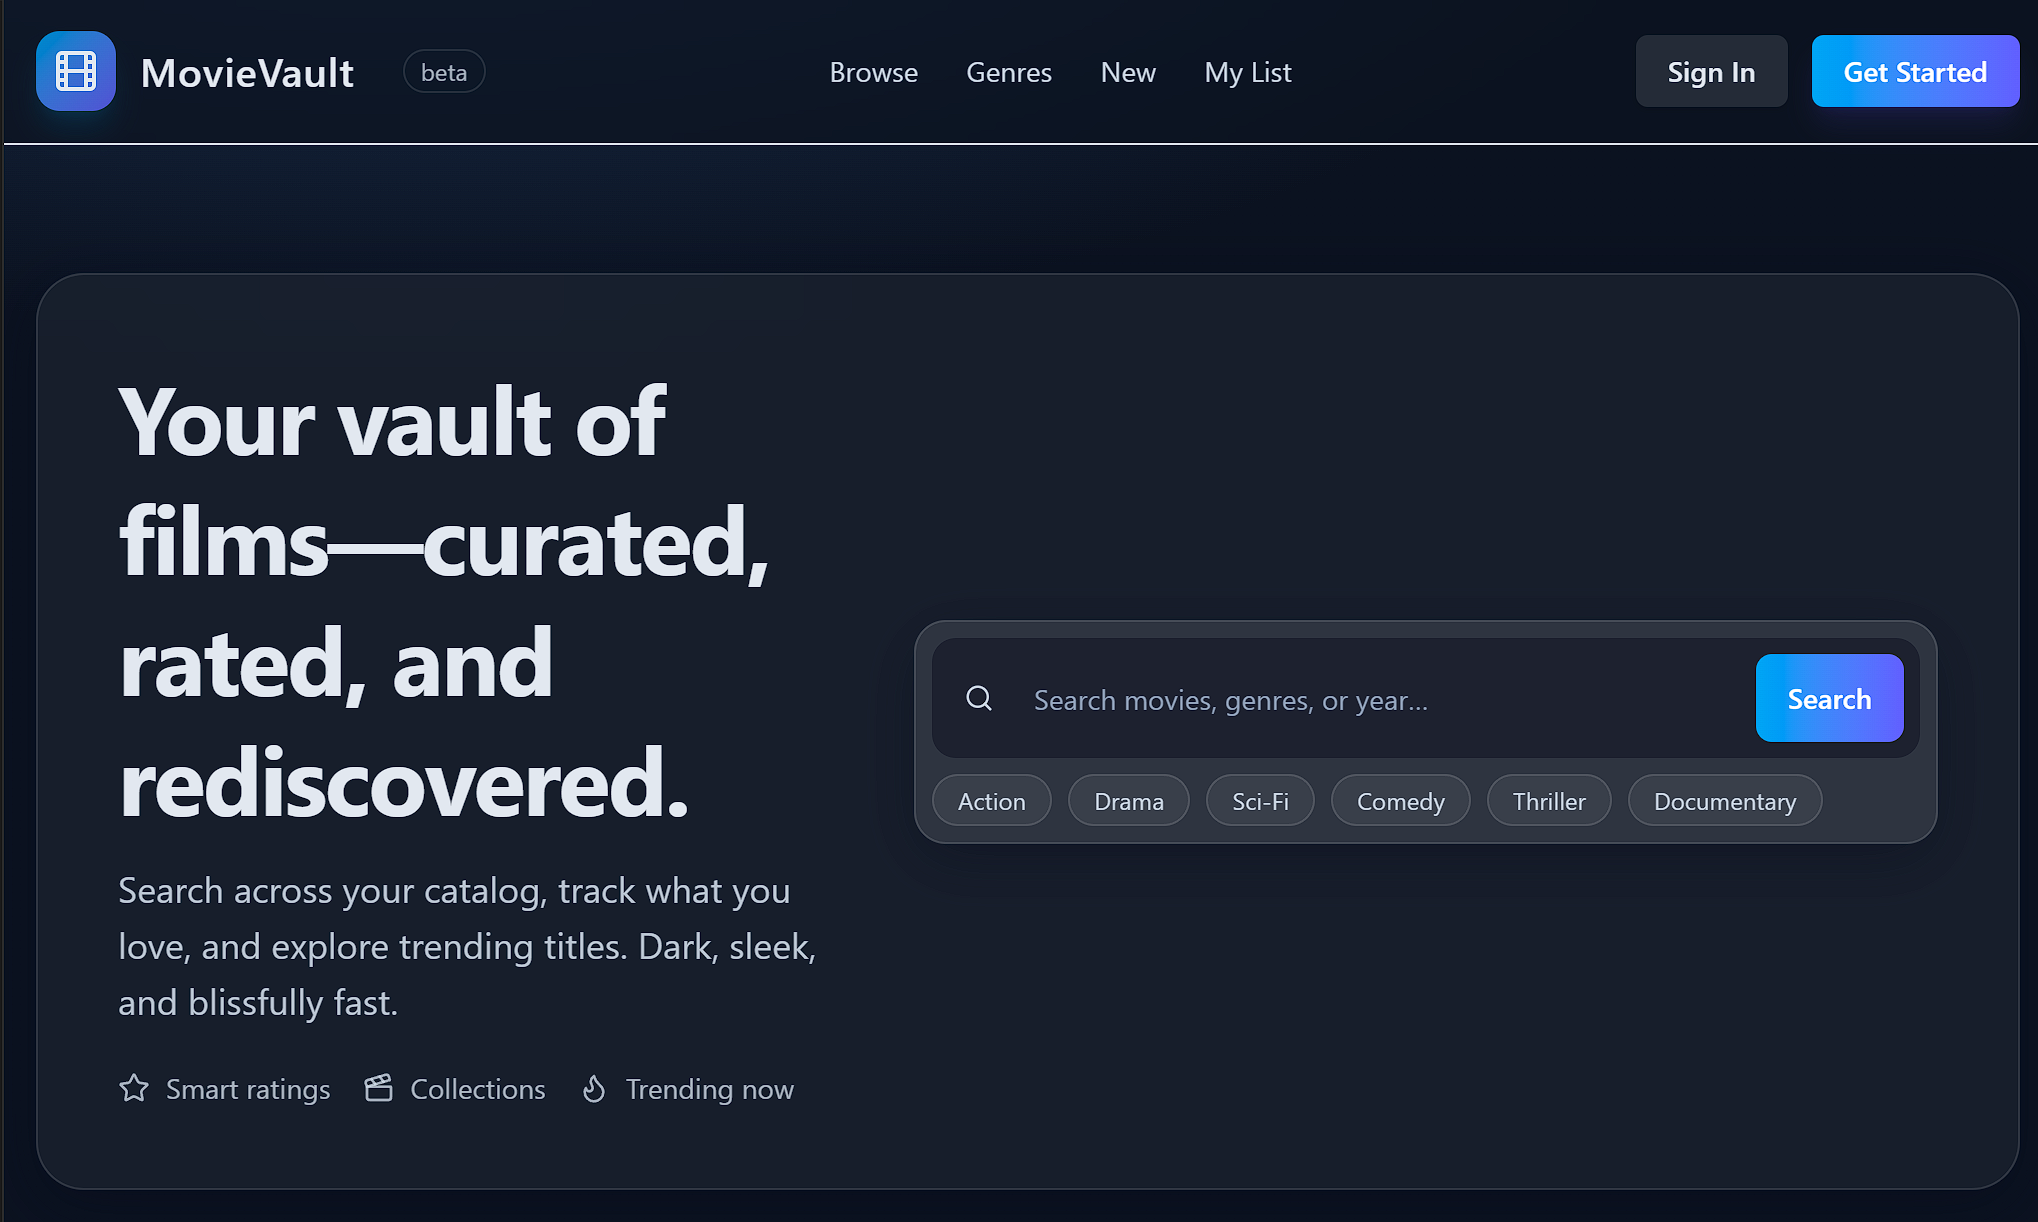 MovieVault
beta
Browse
Genres
New
My List
Sign In
Get Started
Your vault of
films—curated,
rated, and
rediscovered.
Search across your catalog, track what you
love, and explore trending titles. Dark, sleek,
and blissfully fast.
Smart ratings
Collections
Trending now
Search movies, genres, or year…
Search
Action
Drama
Sci-Fi
Comedy
Thriller
Documentary